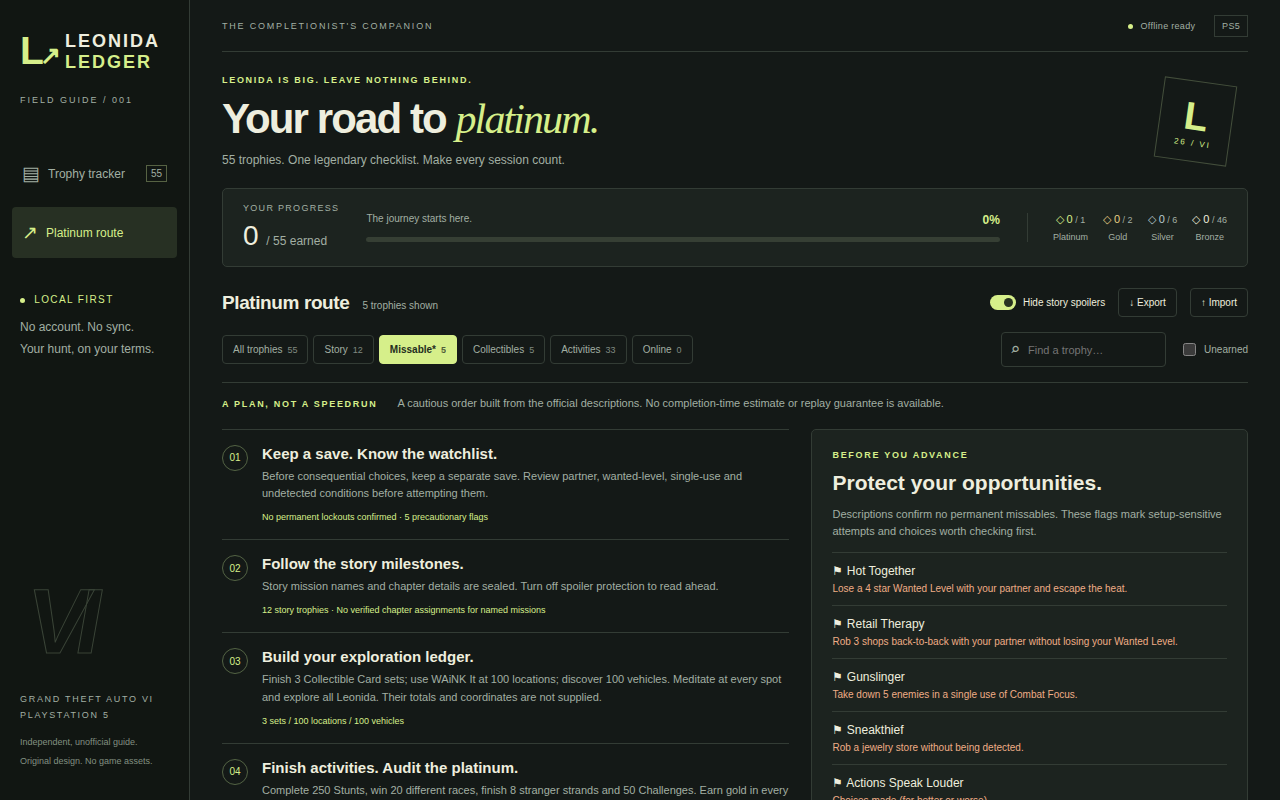 L↗ LEONIDA
LEDGER
FIELD GUIDE / 001
Trophy tracker 55
↗ Platinum route
LOCAL FIRST
No account. No sync.
Your hunt, on your terms.
VI
GRAND THEFT AUTO VI
PLAYSTATION 5
Independent, unofficial guide.
Original design. No game assets.
THE COMPLETIONIST'S COMPANION
Offline ready
PS5
LEONIDA IS BIG. LEAVE NOTHING BEHIND.
Your road to platinum.
55 trophies. One legendary checklist. Make every session count.
L
26 / VI
YOUR PROGRESS
0 / 55 earned
The journey starts here.
0%
◇ 0 / 1
Platinum
◇ 0 / 2
Gold
◇ 0 / 6
Silver
◇ 0 / 46
Bronze
Platinum route 5 trophies shown
Hide story spoilers
↓ Export
↑ Import
All trophies 55
Story 12
Missable* 5
Collectibles 5
Activities 33
Online 0
Find a trophy…
Unearned
A PLAN, NOT A SPEEDRUN A cautious order built from the official descriptions. No completion-time estimate or replay guarantee is available.
01 Keep a save. Know the watchlist.
Before consequential choices, keep a separate save. Review partner, wanted-level, single-use and
undetected conditions before attempting them.
No permanent lockouts confirmed · 5 precautionary flags
02 Follow the story milestones.
Story mission names and chapter details are sealed. Turn off spoiler protection to read ahead.
12 story trophies · No verified chapter assignments for named missions
03 Build your exploration ledger.
Finish 3 Collectible Card sets; use WAiNK It at 100 locations; discover 100 vehicles. Meditate at every spot
and explore all Leonida. Their totals and coordinates are not supplied.
3 sets / 100 locations / 100 vehicles
04 Finish activities. Audit the platinum.
Complete 250 Stunts, win 20 different races, finish 8 stranger strands and 50 Challenges. Earn gold in every
BEFORE YOU ADVANCE
Protect your opportunities.
Descriptions confirm no permanent missables. These flags mark setup-sensitive
attempts and choices worth checking first.
⚑ Hot Together
Lose a 4 star Wanted Level with your partner and escape the heat.
⚑ Retail Therapy
Rob 3 shops back-to-back with your partner without losing your Wanted Level.
⚑ Gunslinger
Take down 5 enemies in a single use of Combat Focus.
⚑ Sneakthief
Rob a jewelry store without being detected.
⚑ Actions Speak Louder
Choices made (for better or worse).